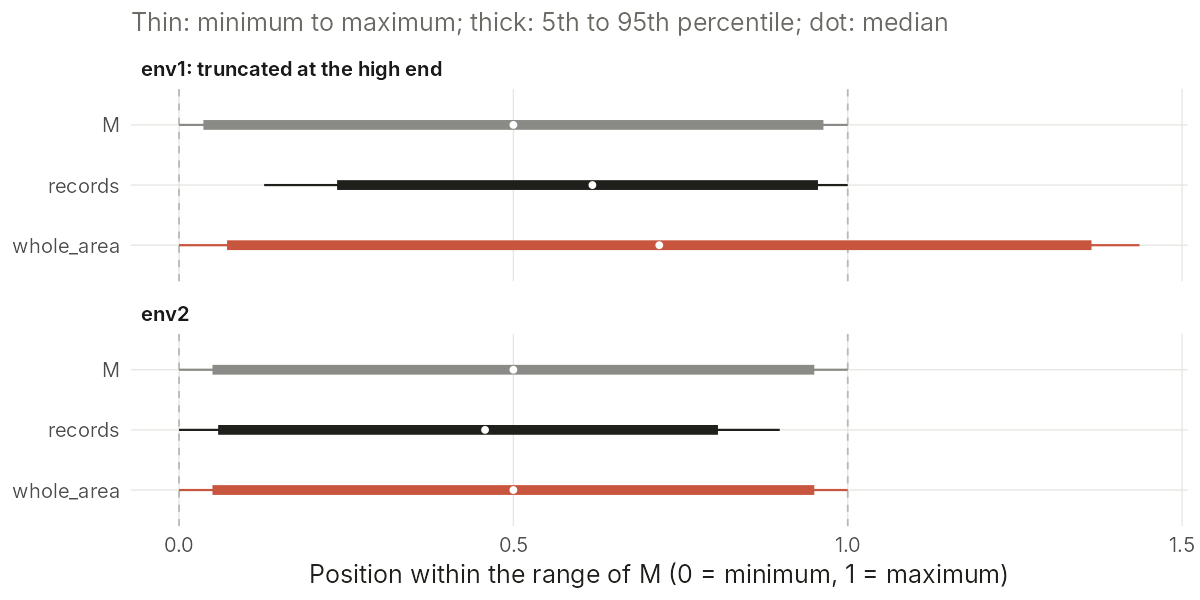 Thin: minimum to maximum; thick: 5th to 95th percentile; dot: median
env1: truncated at the high end
M
records
whole_area
env2
M
records
whole_area
0.0 0.5 1.0 1.5
Position within the range of M (0 = minimum, 1 = maximum)